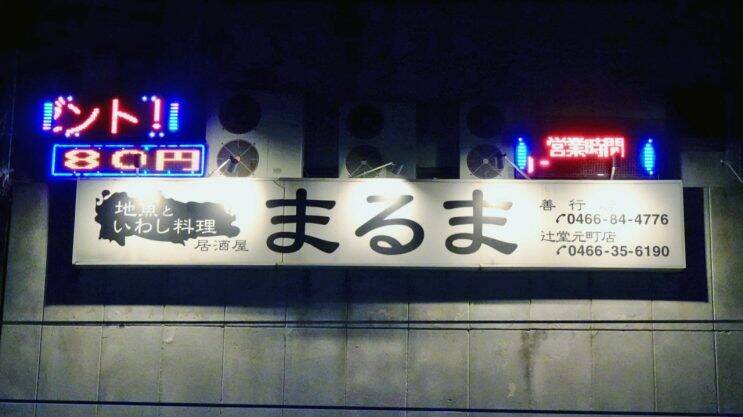 ント!
80円
営業時間
地魚と
いわし料理
居酒屋
まるま
善行
0466-84-4776
辻堂元町店
0466-35-6190